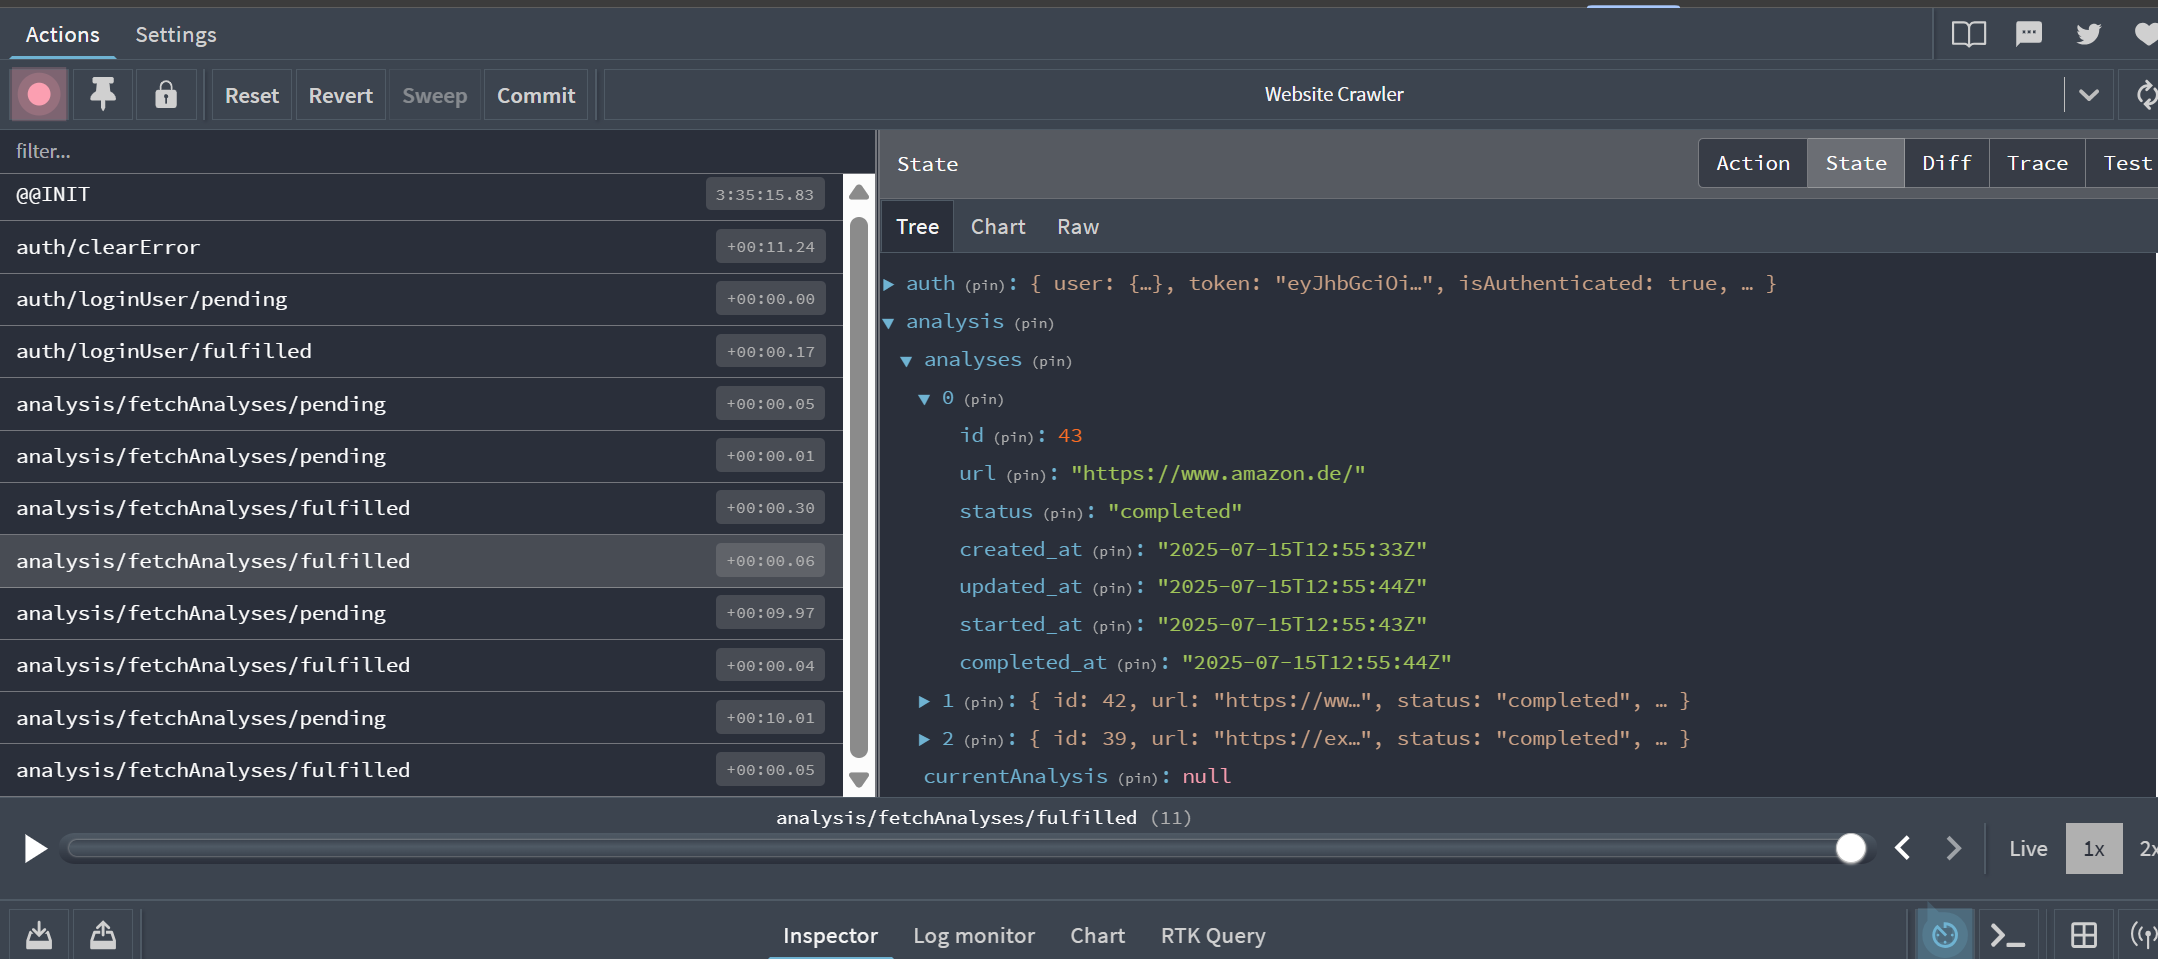 Actions Settings
Reset Revert Sweep Commit Website Crawler
filter...
@@INIT 3:35:15.83
auth/clearError +00:11.24
auth/loginUser/pending +00:00.00
auth/loginUser/fulfilled +00:00.17
analysis/fetchAnalyses/pending +00:00.05
analysis/fetchAnalyses/pending +00:00.01
analysis/fetchAnalyses/fulfilled +00:00.30
analysis/fetchAnalyses/fulfilled +00:00.06
analysis/fetchAnalyses/pending +00:09.97
analysis/fetchAnalyses/fulfilled +00:00.04
analysis/fetchAnalyses/pending +00:10.01
analysis/fetchAnalyses/fulfilled +00:00.05
State Action State Diff Trace Test
Tree Chart Raw
auth (pin): { user: {…}, token: "eyJhbGciOi…", isAuthenticated: true, … }
analysis (pin)
analyses (pin)
0 (pin)
id (pin): 43
url (pin): "https://www.amazon.de/"
status (pin): "completed"
created_at (pin): "2025-07-15T12:55:33Z"
updated_at (pin): "2025-07-15T12:55:44Z"
started_at (pin): "2025-07-15T12:55:43Z"
completed_at (pin): "2025-07-15T12:55:44Z"
1 (pin): { id: 42, url: "https://ww…", status: "completed", … }
2 (pin): { id: 39, url: "https://ex…", status: "completed", … }
currentAnalysis (pin): null
analysis/fetchAnalyses/fulfilled (11)
Live 1x 2x
Inspector Log monitor Chart RTK Query